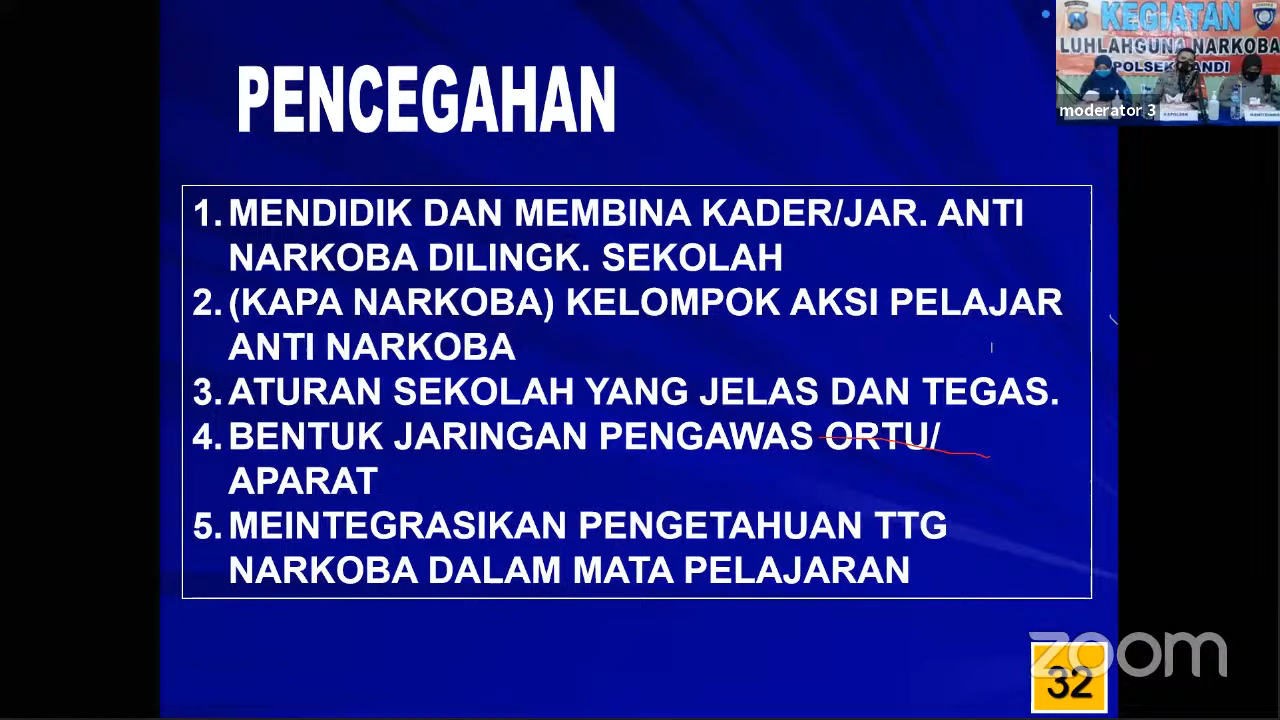 PENCEGAHAN
1. MENDIDIK DAN MEMBINA KADER/JAR. ANTI
NARKOBA DILINGK. SEKOLAH
2. (KAPA NARKOBA) KELOMPOK AKSI PELAJAR
ANTI NARKOBA
3. ATURAN SEKOLAH YANG JELAS DAN TEGAS.
4. BENTUK JARINGAN PENGAWAS ORTU/
APARAT
5. MEINTEGRASIKAN PENGETAHUAN TTG
NARKOBA DALAM MATA PELAJARAN
32
zoom
KEGIATAN
LUHLAHGUNA NARKOBA
POLSEK
moderator 3
KAPOLSEK